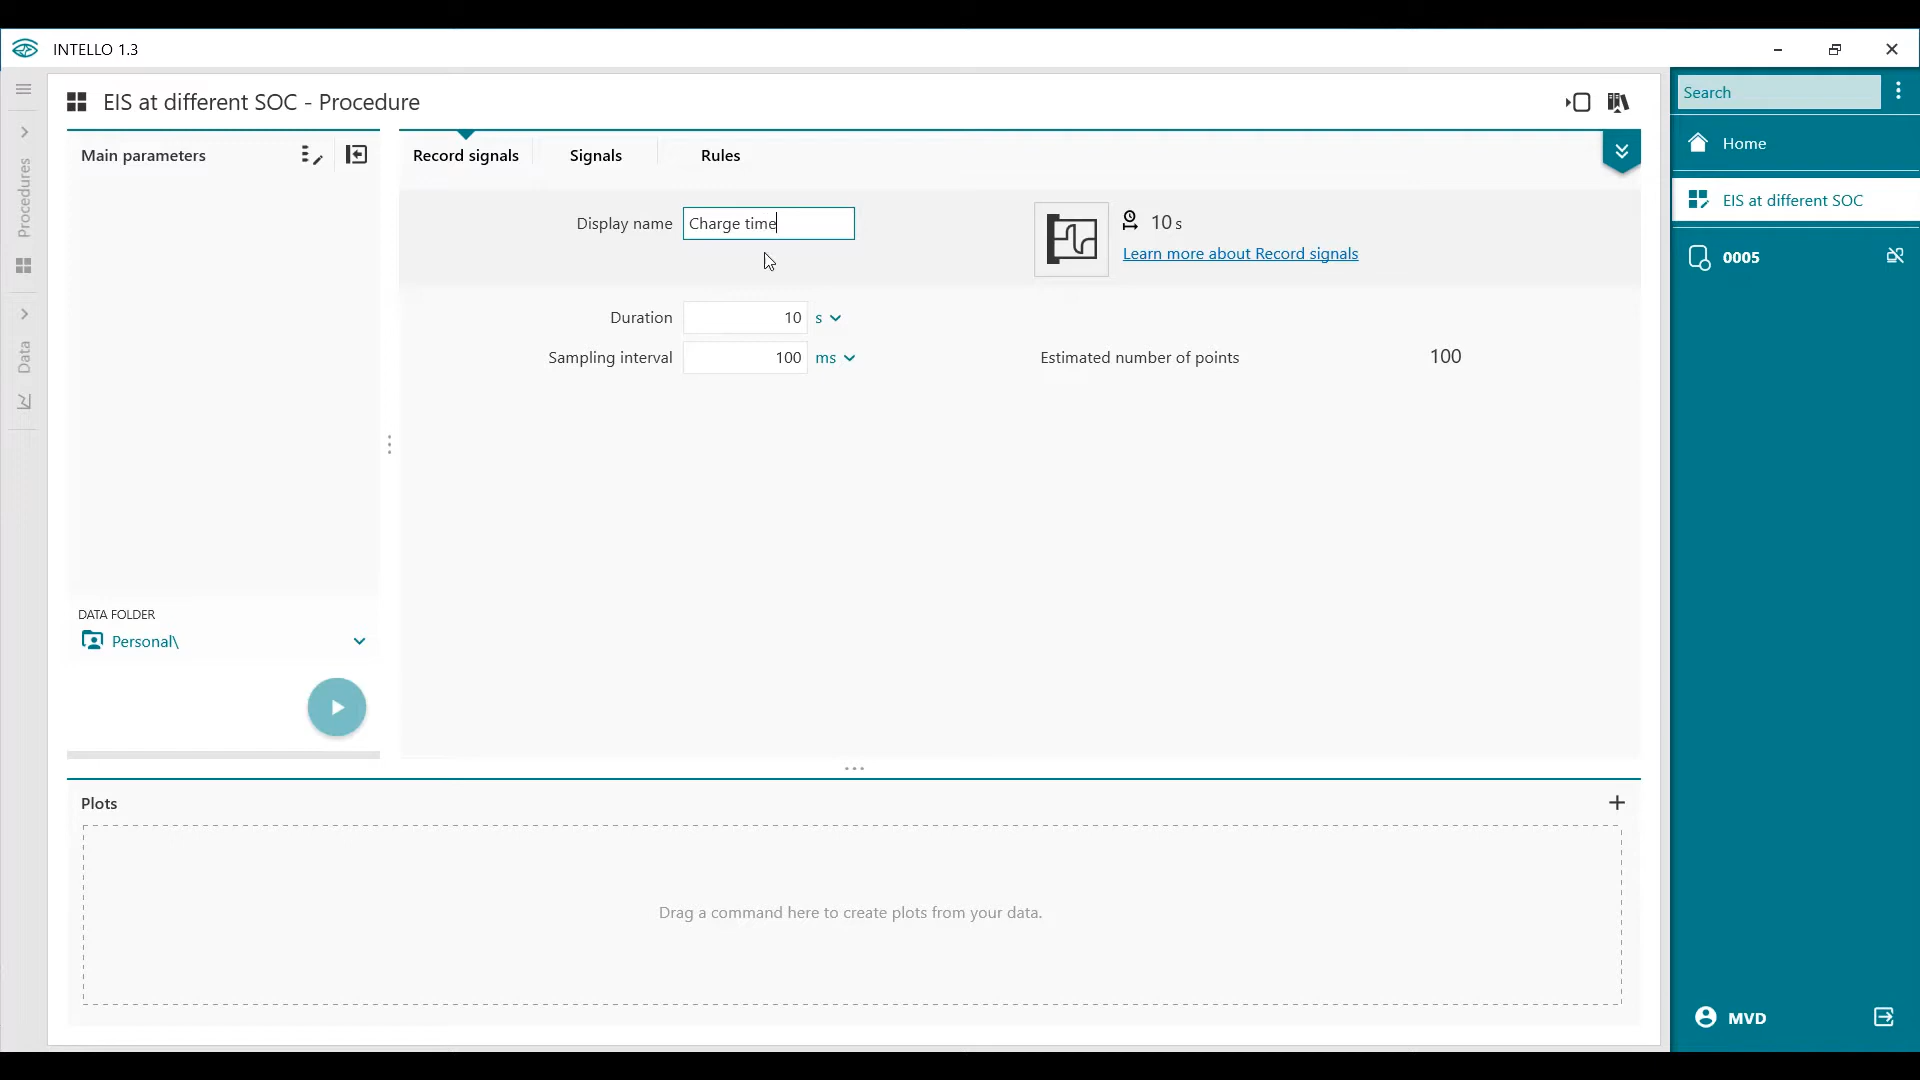 INTELLO 1.3
EIS at different SOC - Procedure
Procedures
Data
Main parameters
DATA FOLDER
Personal\
Record signals
Signals
Rules
Display name
Charge time
10 s
Learn more about Record signals
Duration
10
s
Sampling interval
100
ms
Estimated number of points
100
Plots
Drag a command here to create plots from your data.
Search
Home
EIS at different SOC
0005
MVD